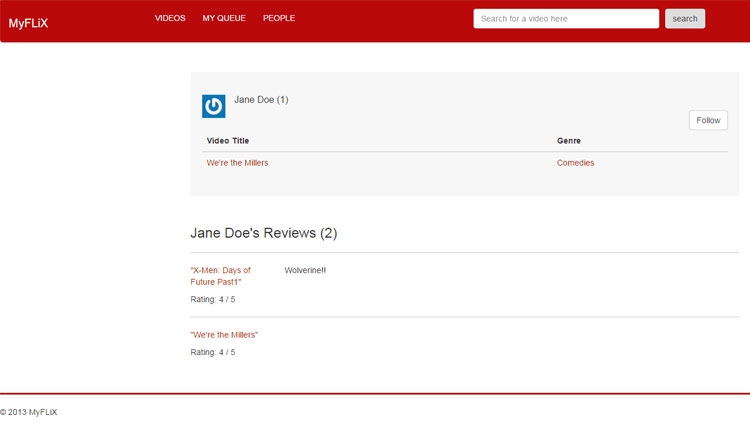 MyFLiX VIDEOS MY QUEUE PEOPLE Search for a video here search
Jane Doe (1)
Follow
Video Title Genre
We're the Millers Comedies
Jane Doe's Reviews (2)
"X-Men: Days of Wolverine!!
Future Past1"
Rating: 4 / 5
"We're the Millers"
Rating: 4 / 5
© 2013 MyFLiX